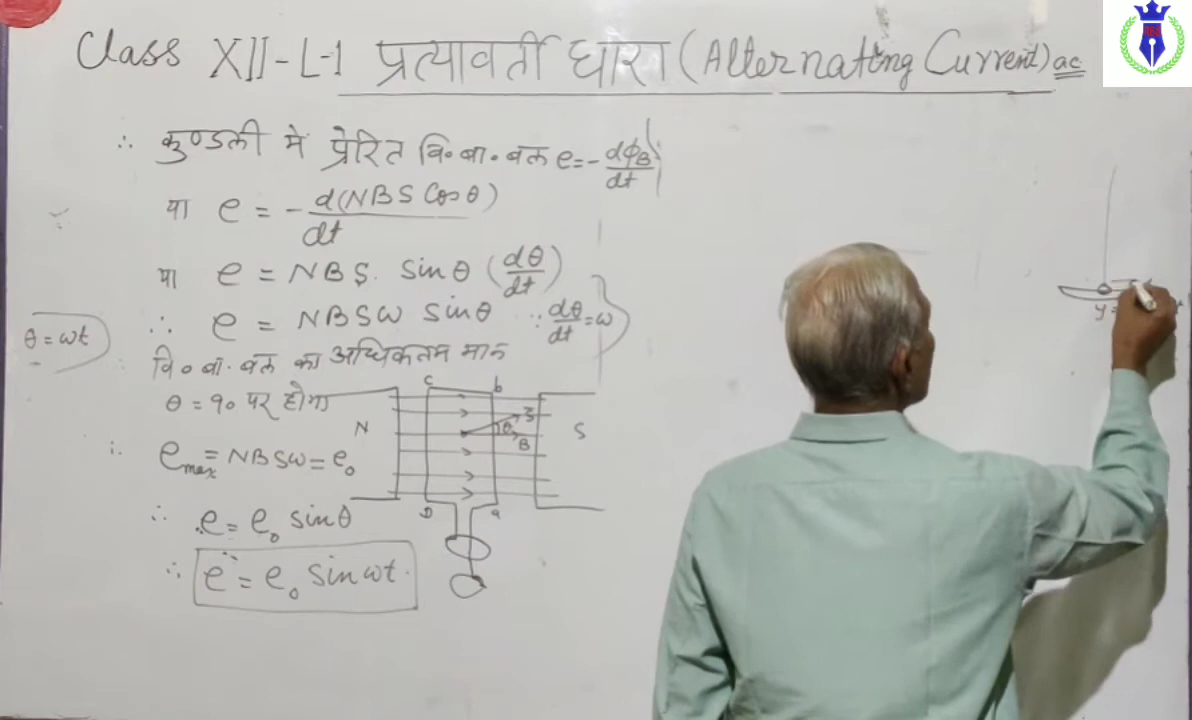 Class XII-L-1 प्रत्यावर्ती धारा (Alternating Current) ac
∴ कुण्डली मे प्रेरित वि॰ वा॰ बल e = - dϕB/dt
या e = - d(NBS Cosθ)/dt
या e = NBS. sinθ (dθ/dt)
∴ e = NBSω sinθ ∵ dθ/dt = ω
θ = ωt
वि॰ वा॰ बल का अधिकतम मान
θ = 90 पर होगा
∴ emax = NBSω = e₀
∴ e = e₀ sinθ
∴ e = e₀ sinωt.
C b
N S
θ
B
D a
y =